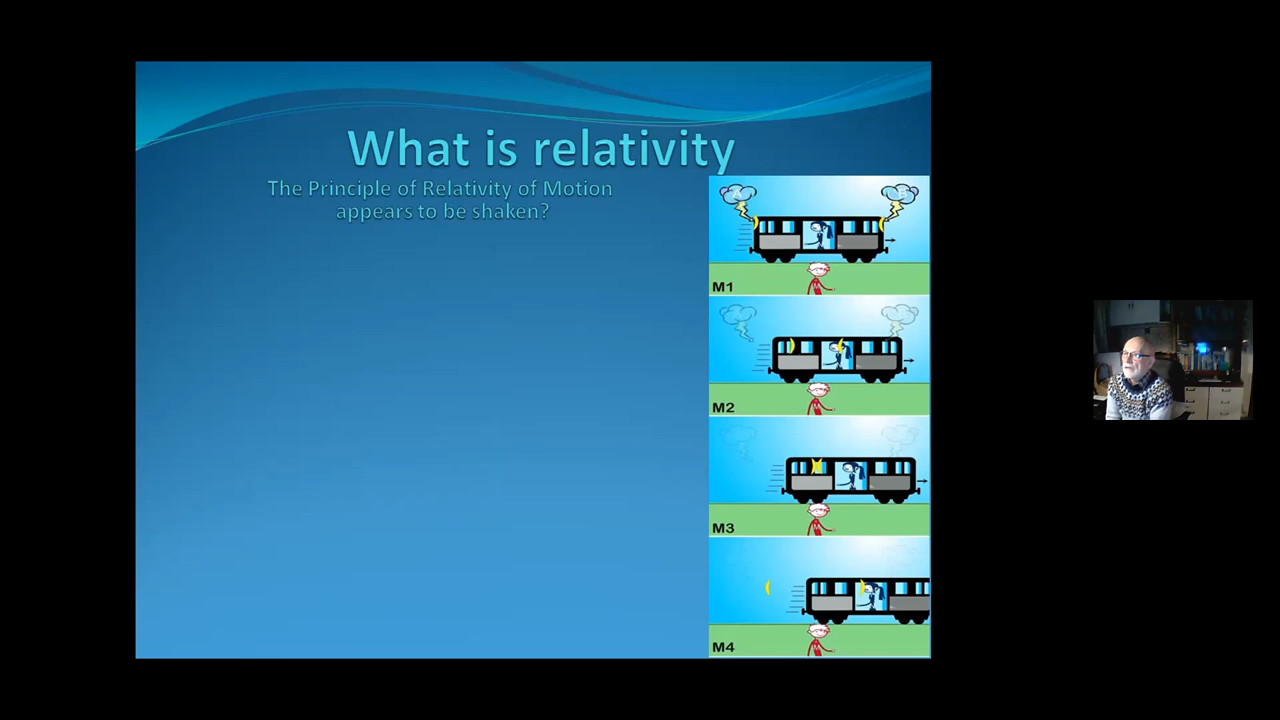 What is relativity
The Principle of Relativity of Motion
appears to be shaken?
A
B
M1
M2
M3
M4